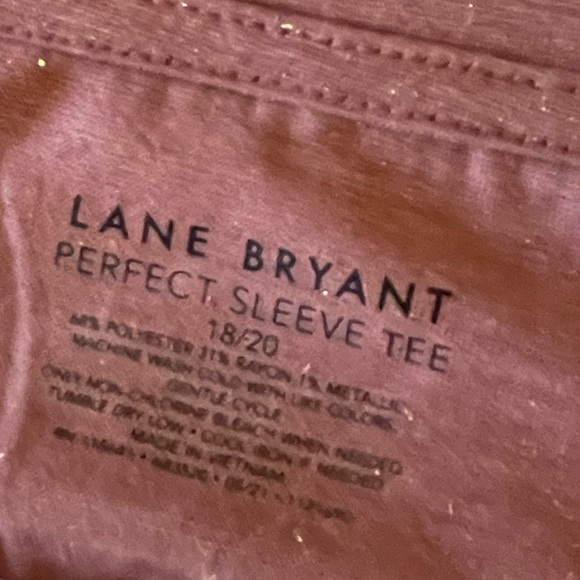 LANE BRYANT
PERFECT SLEEVE TEE
18/20
68% POLYESTER 31% RAYON 1% METALLIC
MACHINE WASH COLD WITH LIKE COLORS
GENTLE CYCLE
ONLY NON-CHLORINE BLEACH WHEN NEEDED
TUMBLE DRY LOW • COOL IRON IF NEEDED
MADE IN VIETNAM